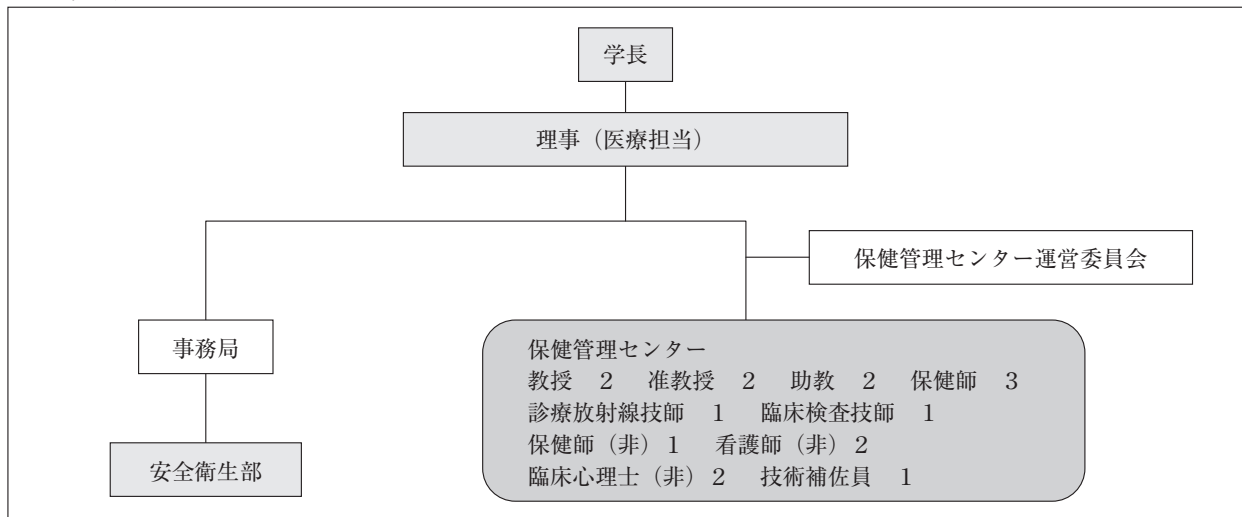 学長
理事（医療担当）
保健管理センター運営委員会
事務局
安全衛生部
保健管理センター
教授　2　准教授　2　助教　2　保健師　3
診療放射線技師　1　臨床検査技師　1
保健師（非）1　看護師（非）2
臨床心理士（非）2　技術補佐員　1